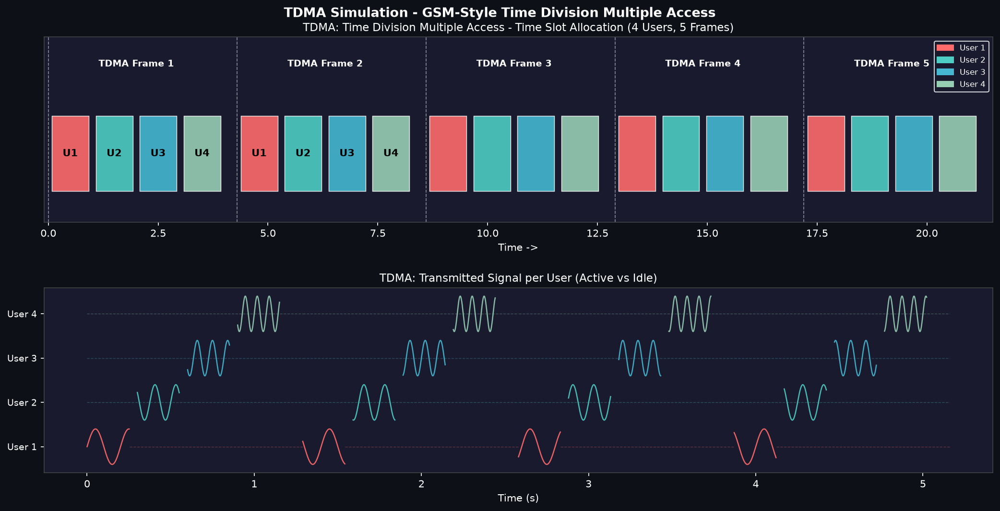 TDMA Simulation - GSM-Style Time Division Multiple Access
TDMA: Time Division Multiple Access - Time Slot Allocation (4 Users, 5 Frames)
TDMA Frame 1 TDMA Frame 2 TDMA Frame 3 TDMA Frame 4 TDMA Frame 5
User 1
User 2
User 3
User 4
U1 U2 U3 U4 U1 U2 U3 U4
0.0 2.5 5.0 7.5 10.0 12.5 15.0 17.5 20.0
Time ->
TDMA: Transmitted Signal per User (Active vs Idle)
User 4
User 3
User 2
User 1
0 1 2 3 4 5
Time (s)